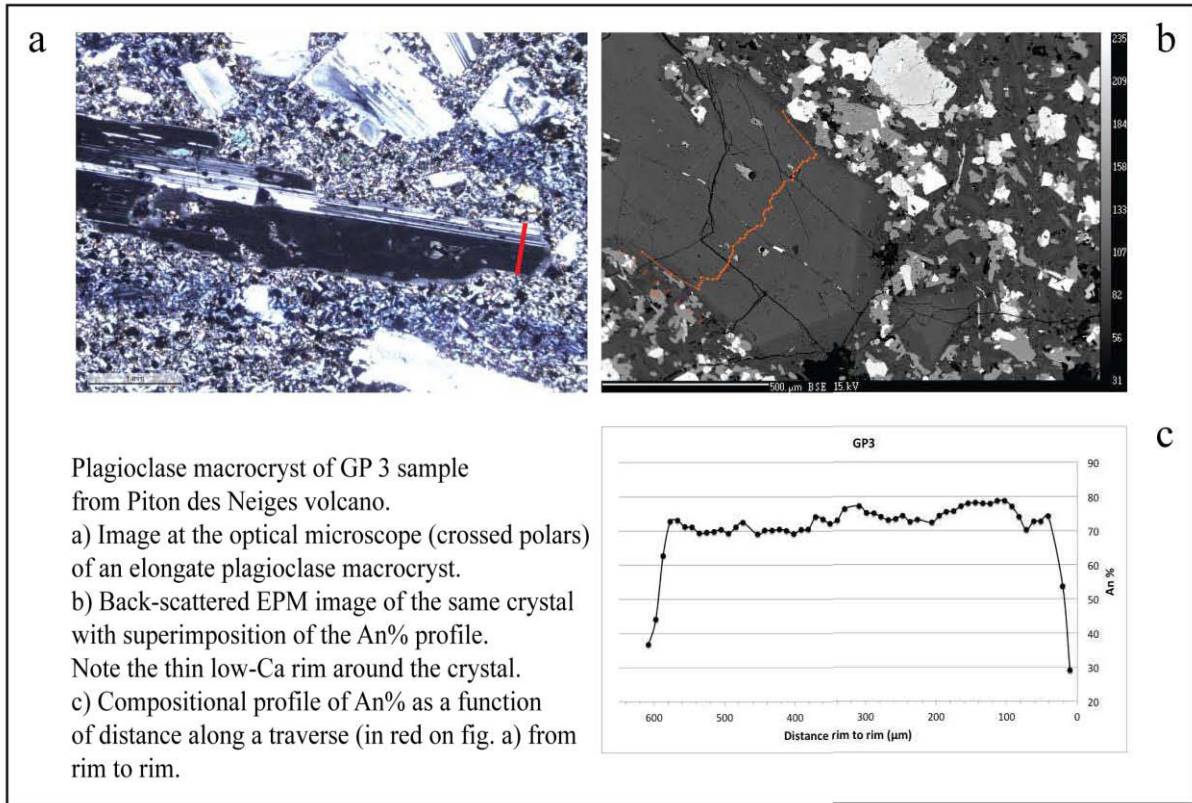 a
b
1 mm
235
209
184
158
133
107
82
56
31
500 µm BSE 15 kV
Plagioclase macrocryst of GP 3 sample
from Piton des Neiges volcano.
a) Image at the optical microscope (crossed polars)
of an elongate plagioclase macrocryst.
b) Back-scattered EPM image of the same crystal
with superimposition of the An% profile.
Note the thin low-Ca rim around the crystal.
c) Compositional profile of An% as a function
of distance along a traverse (in red on fig. a) from
rim to rim.
c
GP3
90
80
70
60
50
40
30
20
An %
600 500 400 300 200 100 0
Distance rim to rim (µm)